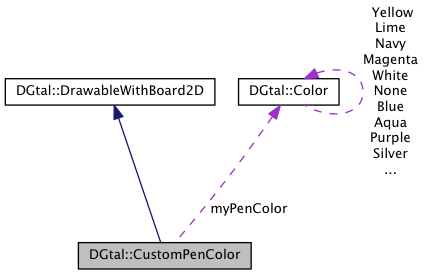 Yellow
Lime
Navy
Magenta
White
None
Blue
Aqua
Purple
Silver
...
DGtal::DrawableWithBoard2D
DGtal::Color
myPenColor
DGtal::CustomPenColor